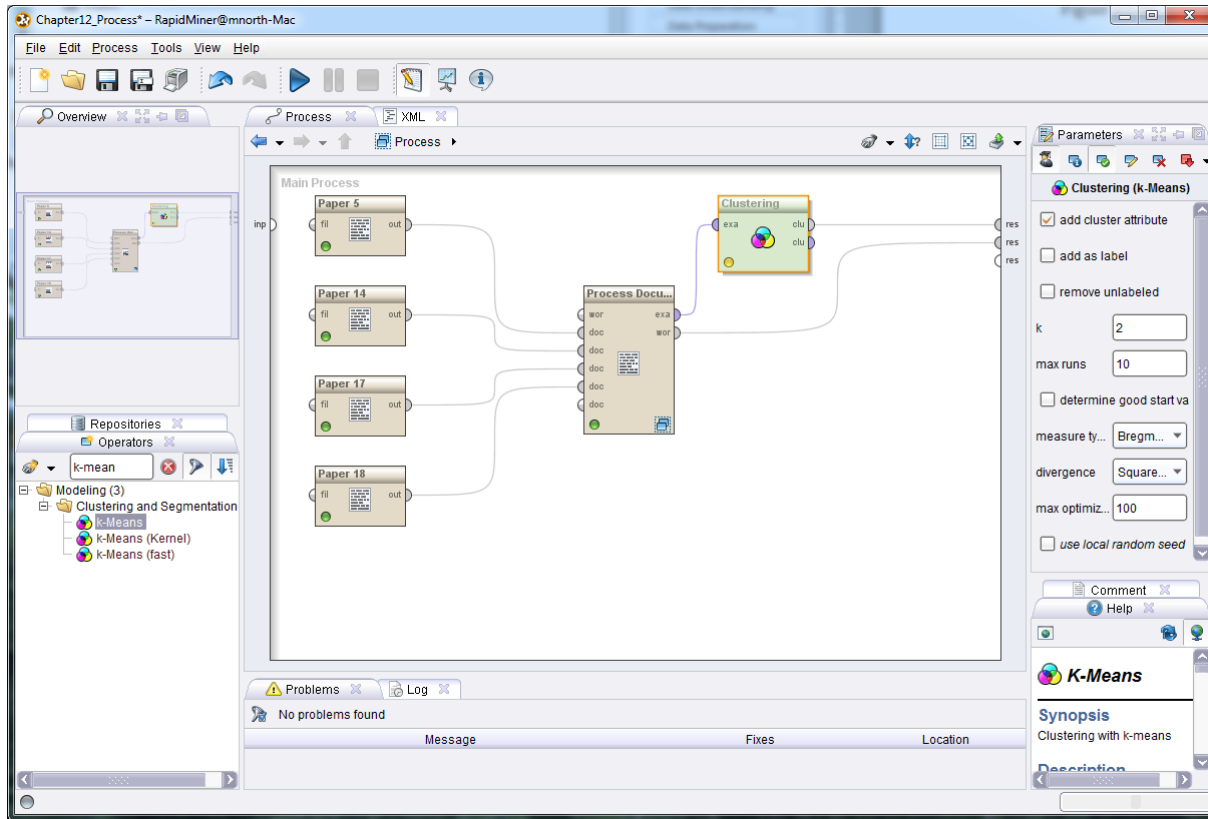 Chapter12_Process* – RapidMiner@mnorth-Mac
Data Preparation
File Edit Process Tools View Help
Overview
Process XML
Process
Parameters
Clustering (k-Means)
add cluster attribute
add as label
remove unlabeled
k 2
max runs 10
determine good start va
measure ty... Bregm...
divergence Square...
max optimiz... 100
use local random seed
Main Process
inp
Paper 5
fil out
Paper 14
fil out
Paper 17
fil out
Paper 18
fil out
Process Docu...
wor exa
doc wor
doc
doc
doc
doc
Clustering
exa clu
clu
res
res
res
Repositories
Operators
k-mean
Modeling (3)
Clustering and Segmentation
k-Means
k-Means (Kernel)
k-Means (fast)
Problems Log
No problems found
Message Fixes Location
Comment
Help
K-Means
Synopsis
Clustering with k-means
Description